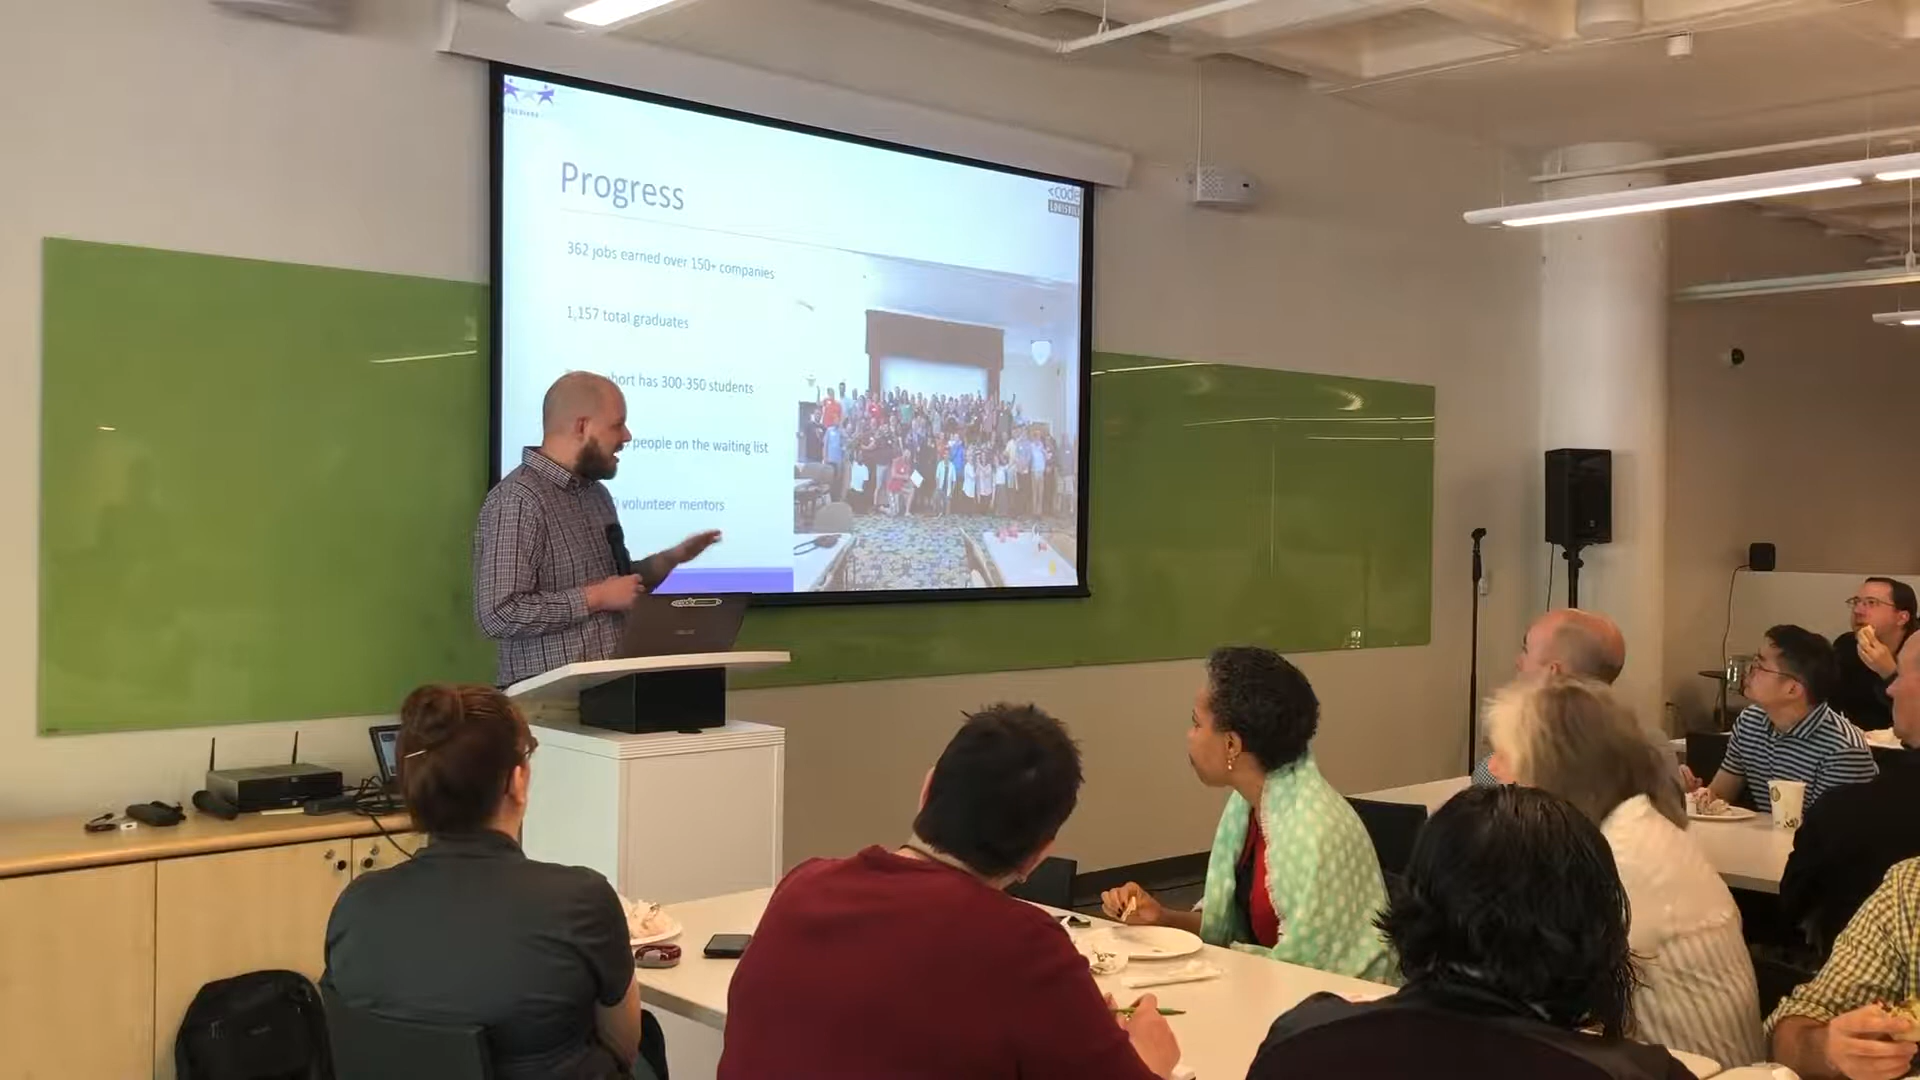 Progress
<code
LOUISVILLE
362 jobs earned over 150+ companies
1,157 total graduates
cohort has 300-350 students
people on the waiting list
volunteer mentors